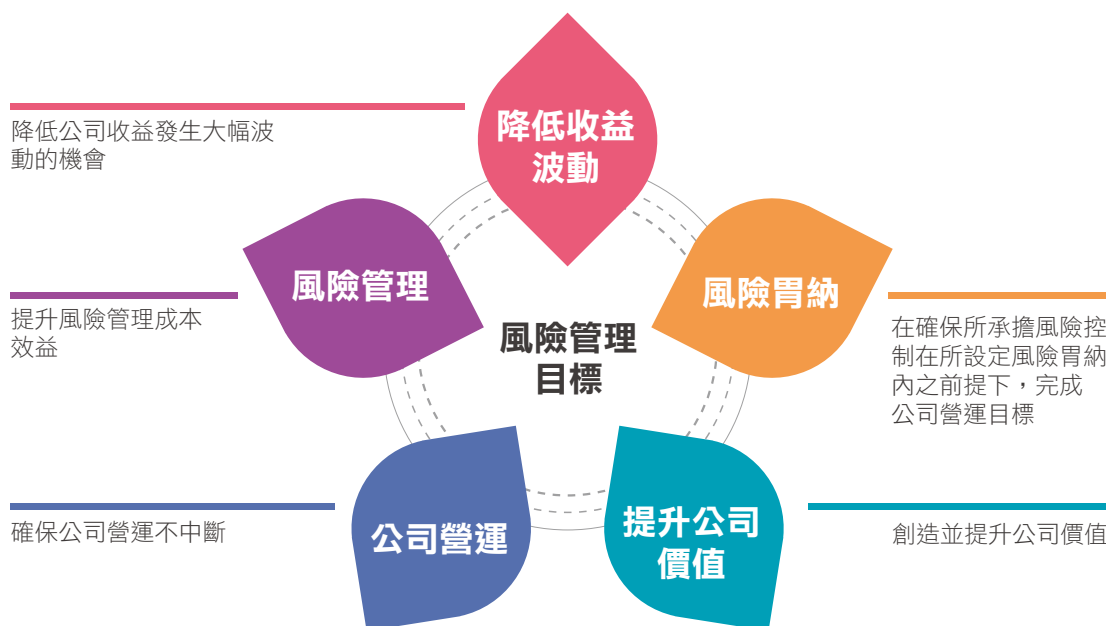 降低收益
波動
降低公司收益發生大幅波
動的機會
風險管理
提升風險管理成本
效益
風險胃納
在確保所承擔風險控
制在所設定風險胃納
內之前提下，完成
公司營運目標
風險管理
目標
公司營運
確保公司營運不中斷
提升公司
價值
創造並提升公司價值